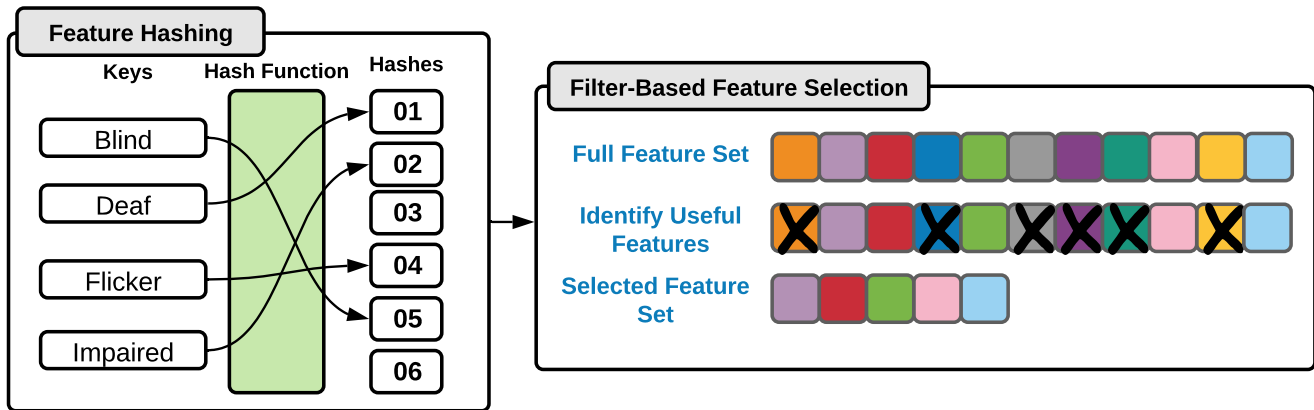 Feature Hashing
Keys
Hash Function
Hashes
Blind
Deaf
Flicker
Impaired
01
02
03
04
05
06
Filter-Based Feature Selection
Full Feature Set
Identify Useful
Features
Selected Feature
Set